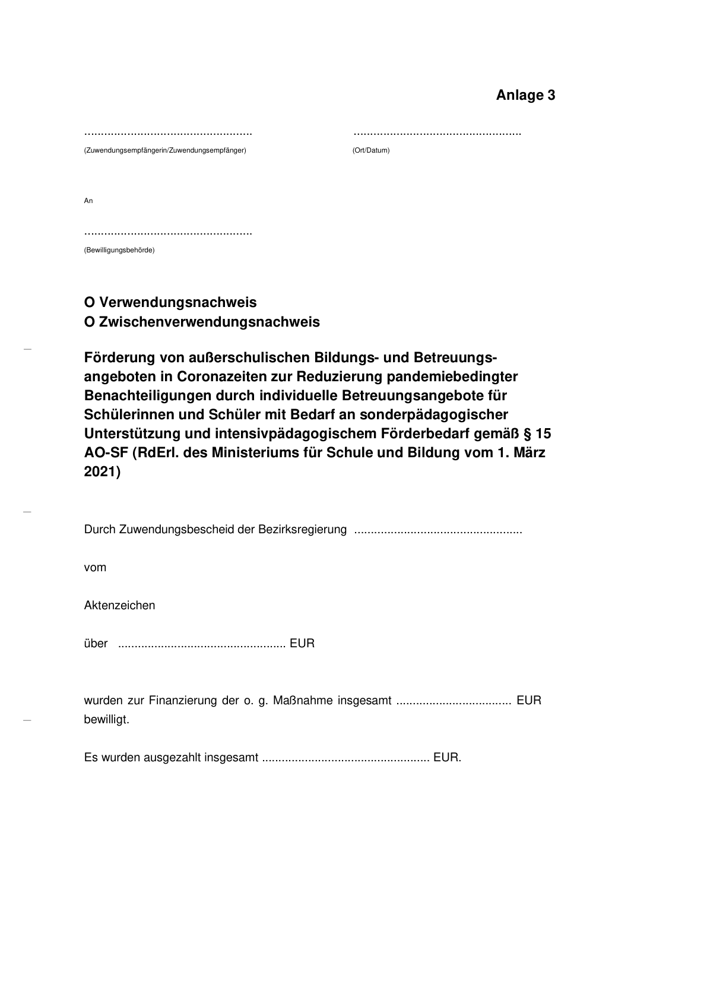 Anlage 3
................................................... ...................................................
(Zuwendungsempfängerin/Zuwendungsempfänger) (Ort/Datum)
An
...................................................
(Bewilligungsbehörde)
O Verwendungsnachweis
O Zwischenverwendungsnachweis
Förderung von außerschulischen Bildungs- und Betreuungs-
angeboten in Coronazeiten zur Reduzierung pandemiebedingter
Benachteiligungen durch individuelle Betreuungsangebote für
Schülerinnen und Schüler mit Bedarf an sonderpädagogischer
Unterstützung und intensivpädagogischem Förderbedarf gemäß § 15
AO-SF (RdErl. des Ministeriums für Schule und Bildung vom 1. März
2021)
Durch Zuwendungsbescheid der Bezirksregierung ...................................................
vom
Aktenzeichen
über ................................................... EUR
wurden zur Finanzierung der o. g. Maßnahme insgesamt ................................... EUR
bewilligt.
Es wurden ausgezahlt insgesamt ................................................... EUR.